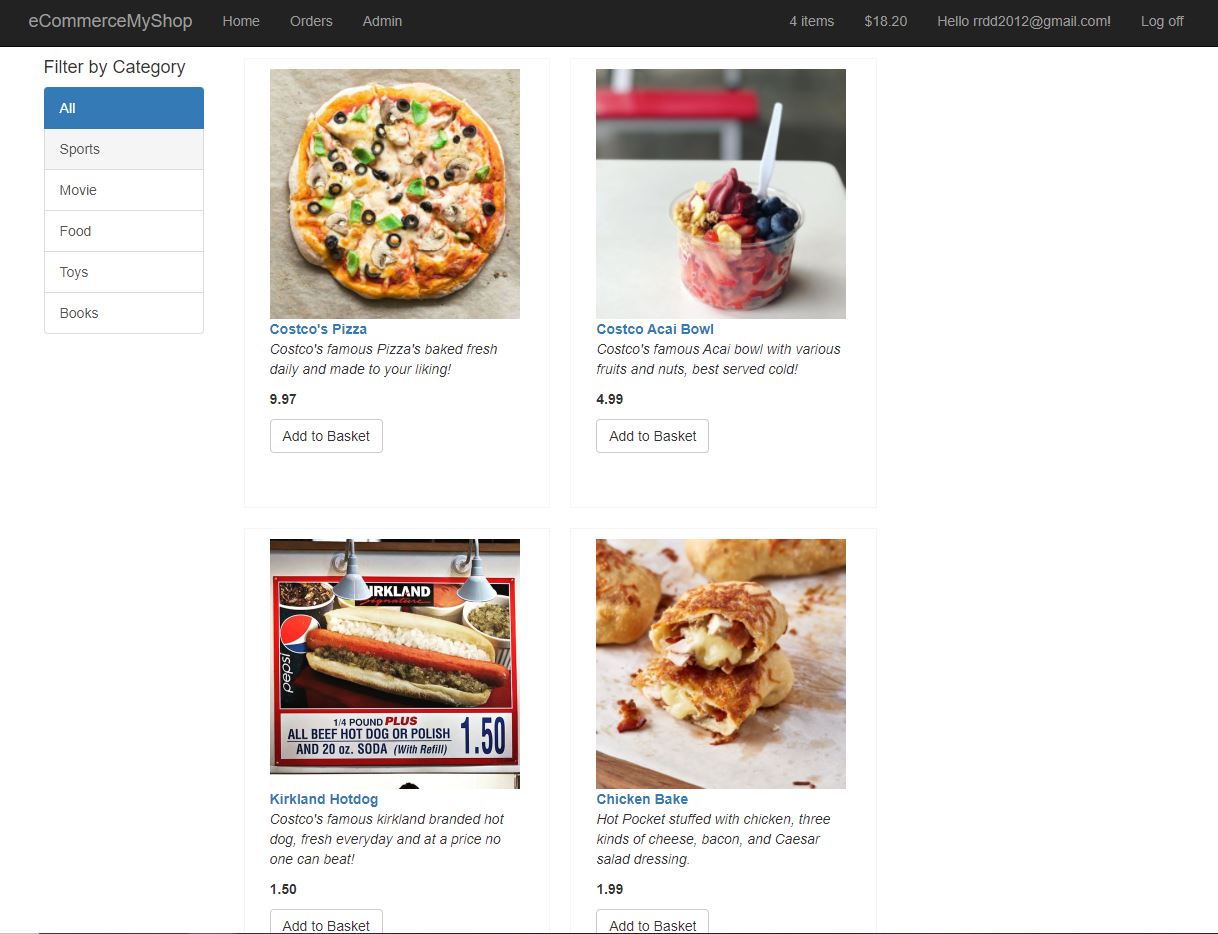 eCommerceMyShop Home Orders Admin 4 items $18.20 Hello rrdd2012@gmail.com! Log off
Filter by Category
All
Sports
Movie
Food
Toys
Books
Costco's Pizza
Costco's famous Pizza's baked fresh
daily and made to your liking!
9.97
Add to Basket
Costco Acai Bowl
Costco's famous Acai bowl with various
fruits and nuts, best served cold!
4.99
Add to Basket
KIRKLAND
Signature
pepsi
1/4 POUND PLUS
ALL BEEF HOT DOG OR POLISH
AND 20 oz. SODA (With Refill)
1.50
Kirkland Hotdog
Costco's famous kirkland branded hot
dog, fresh everyday and at a price no
one can beat!
1.50
Add to Basket
Chicken Bake
Hot Pocket stuffed with chicken, three
kinds of cheese, bacon, and Caesar
salad dressing.
1.99
Add to Basket